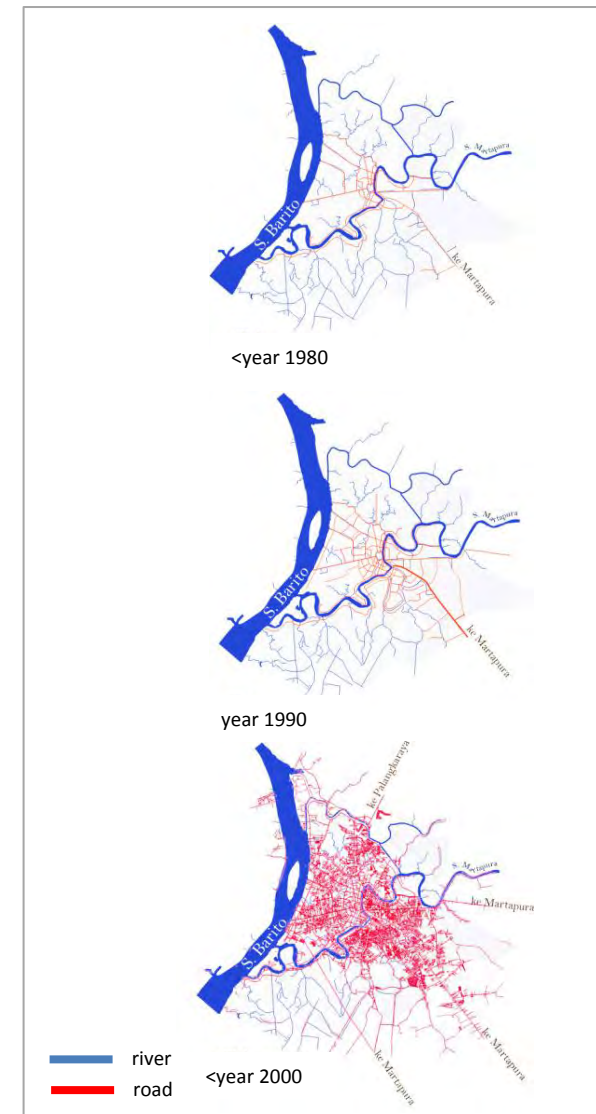 S. Martapura
S. Barito
ke Martapura
<year 1980
S. Martapura
S. Barito
ke Martapura
year 1990
ke Palangkaraya
S. Martapura
ke Martapura
S. Barito
ke Martapura
ke Martapura
river
road
<year 2000